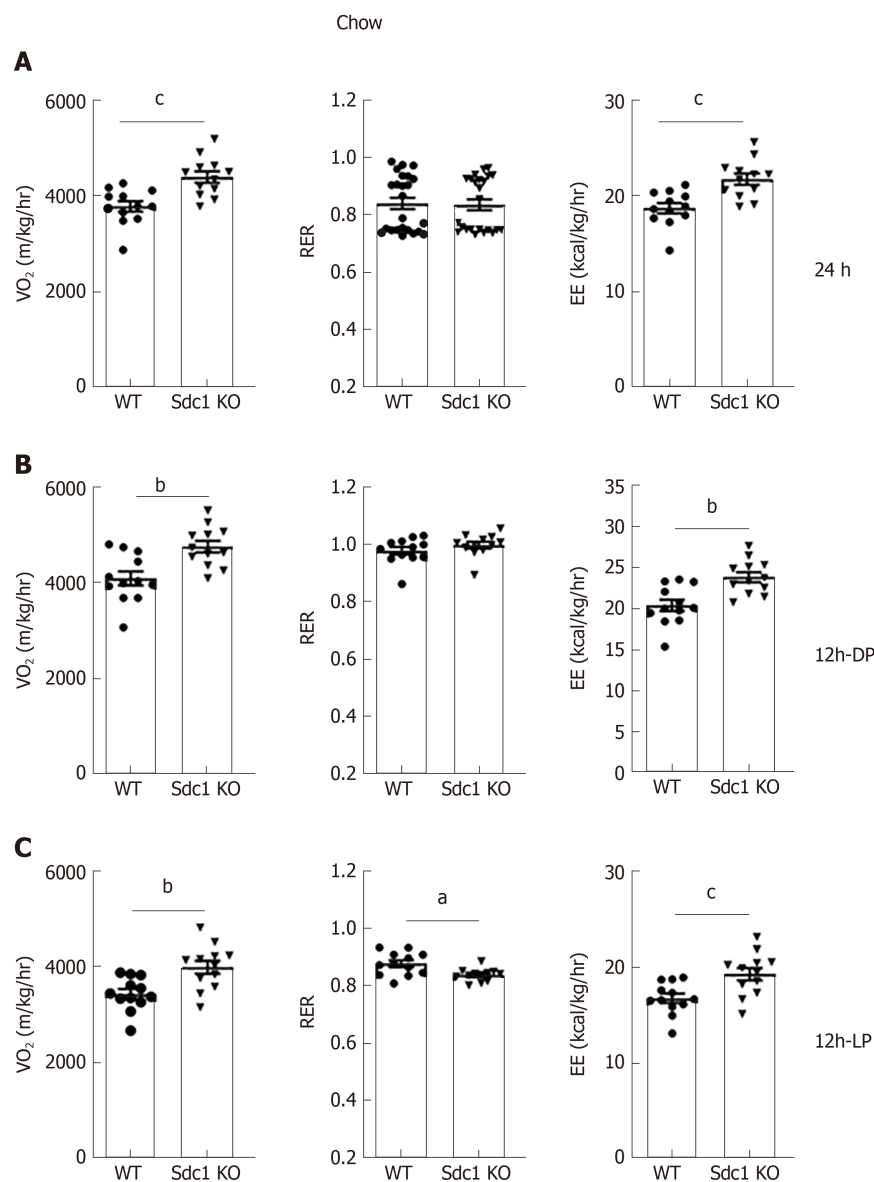 Chow
A
c
c
6000
4000
2000
0
VO₂ (m/kg/hr)
WT Sdc1 KO
1.2
1.0
0.8
0.6
0.4
0.2
RER
WT Sdc1 KO
30
20
10
0
EE (kcal/kg/hr)
WT Sdc1 KO
24 h
B
b
b
6000
4000
2000
0
VO₂ (m/kg/hr)
WT Sdc1 KO
1.2
1.0
0.8
0.6
0.4
0.2
RER
WT Sdc1 KO
35
30
25
20
15
10
5
0
EE (kcal/kg/hr)
WT Sdc1 KO
12h-DP
C
b
a
c
6000
4000
2000
0
VO₂ (m/kg/hr)
WT Sdc1 KO
1.2
1.0
0.8
0.6
0.4
0.2
RER
WT Sdc1 KO
30
20
10
0
EE (kcal/kg/hr)
WT Sdc1 KO
12h-LP